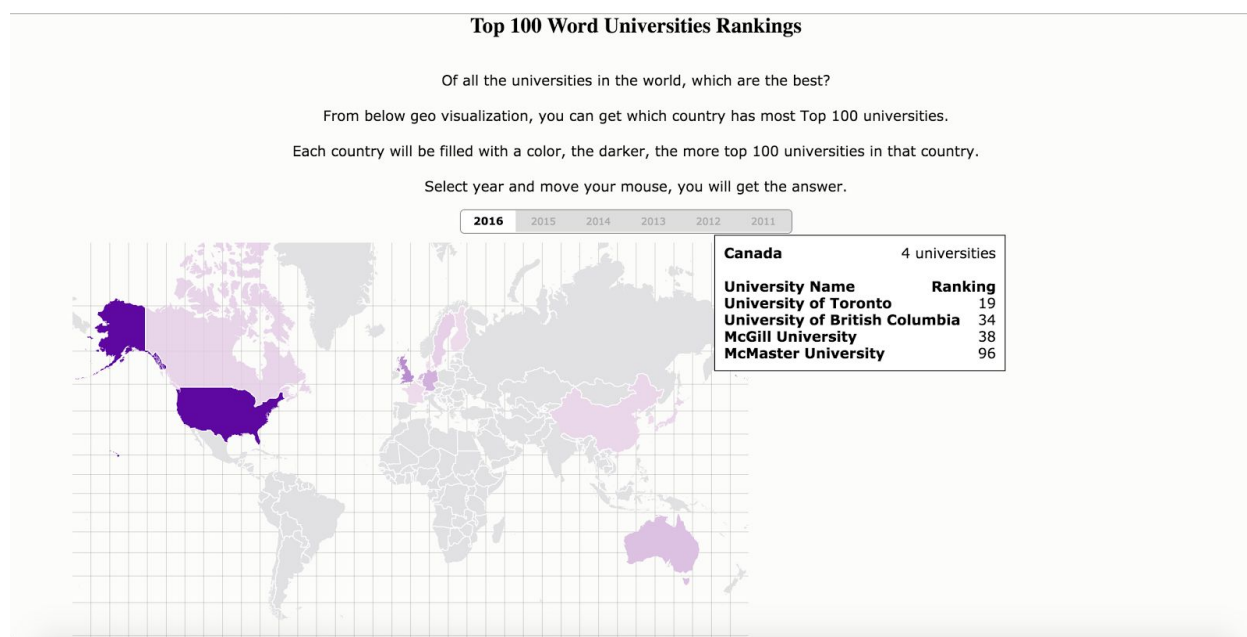 Top 100 Word Universities Rankings
Of all the universities in the world, which are the best?
From below geo visualization, you can get which country has most Top 100 universities.
Each country will be filled with a color, the darker, the more top 100 universities in that country.
Select year and move your mouse, you will get the answer.
2016 2015 2014 2013 2012 2011
Canada 4 universities
University Name Ranking
University of Toronto 19
University of British Columbia 34
McGill University 38
McMaster University 96